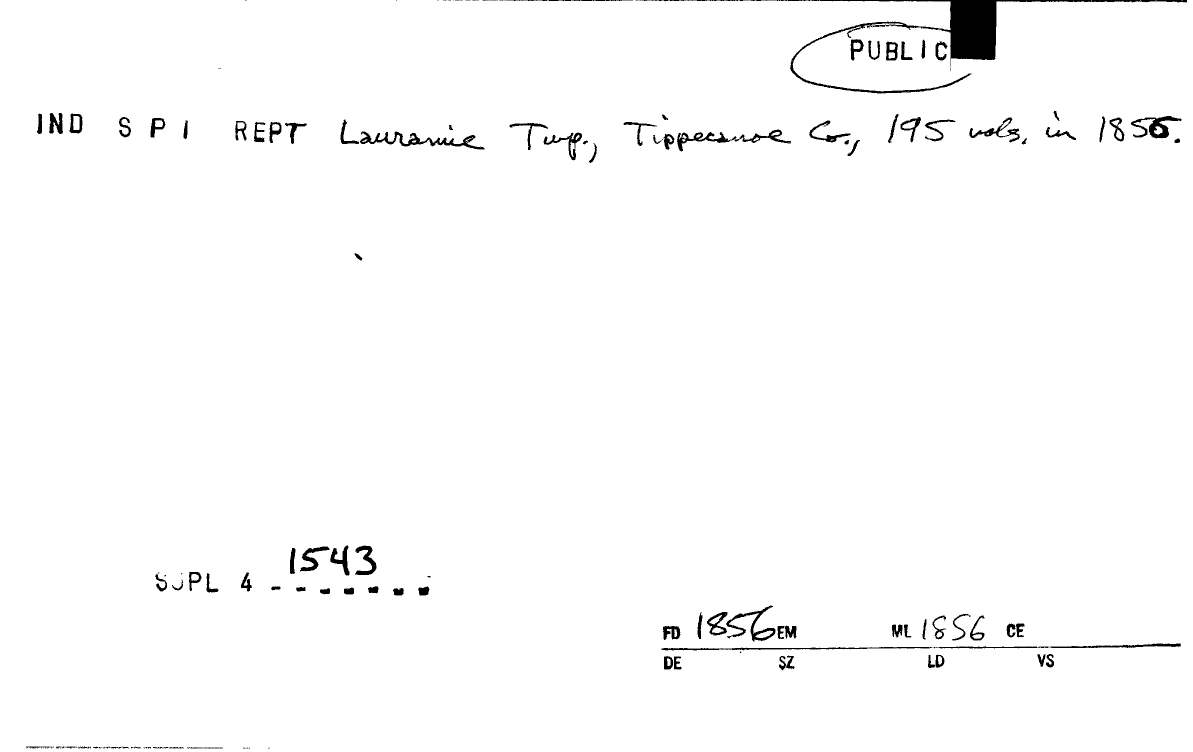 PUBLIC
IND S P I REPT Lauramie Twp., Tippecanoe Co., 195 vols. in 1856.
1543
SUPL 4 - - - - - - -
FD 1856 EM ML 1856 CE
DE SZ LD VS